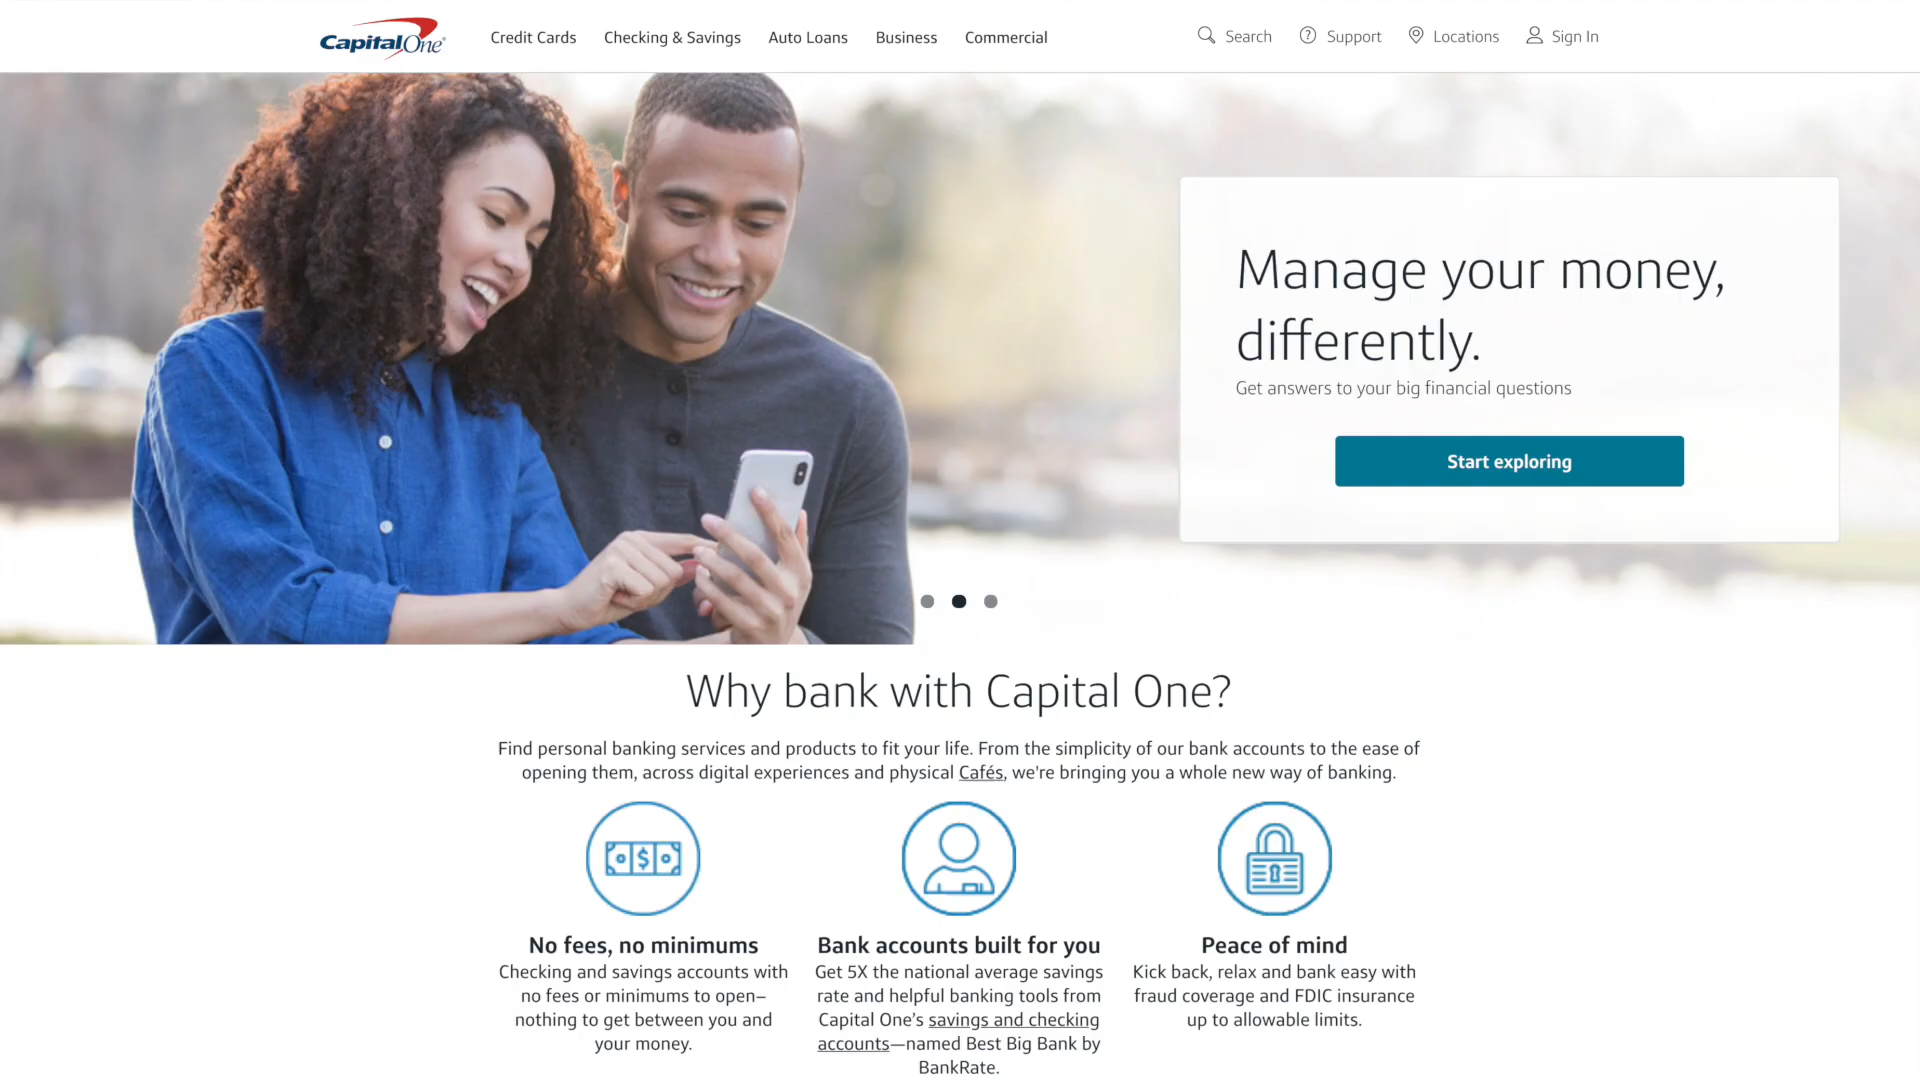 CapitalOne
Credit Cards
Checking & Savings
Auto Loans
Business
Commercial
Search
Support
Locations
Sign In
Manage your money,
differently.
Get answers to your big financial questions
Start exploring
Why bank with Capital One?
Find personal banking services and products to fit your life. From the simplicity of our bank accounts to the ease of
opening them, across digital experiences and physical Cafés, we're bringing you a whole new way of banking.
No fees, no minimums
Checking and savings accounts with
no fees or minimums to open–
nothing to get between you and
your money.
Bank accounts built for you
Get 5X the national average savings
rate and helpful banking tools from
Capital One’s savings and checking
accounts—named Best Big Bank by
BankRate.
Peace of mind
Kick back, relax and bank easy with
fraud coverage and FDIC insurance
up to allowable limits.